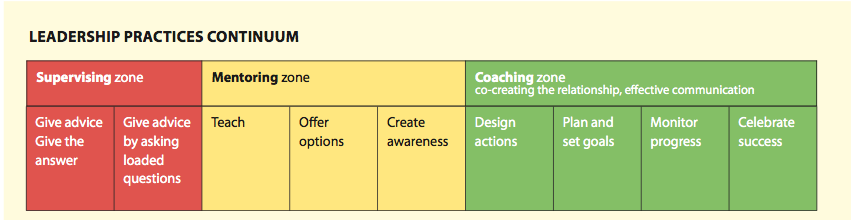 LEADERSHIP PRACTICES CONTINUUM
Supervising zone
Mentoring zone
Coaching zone
co-creating the relationship, effective communication
Give advice
Give the
answer
Give advice
by asking
loaded
questions
Teach
Offer
options
Create
awareness
Design
actions
Plan and
set goals
Monitor
progress
Celebrate
success